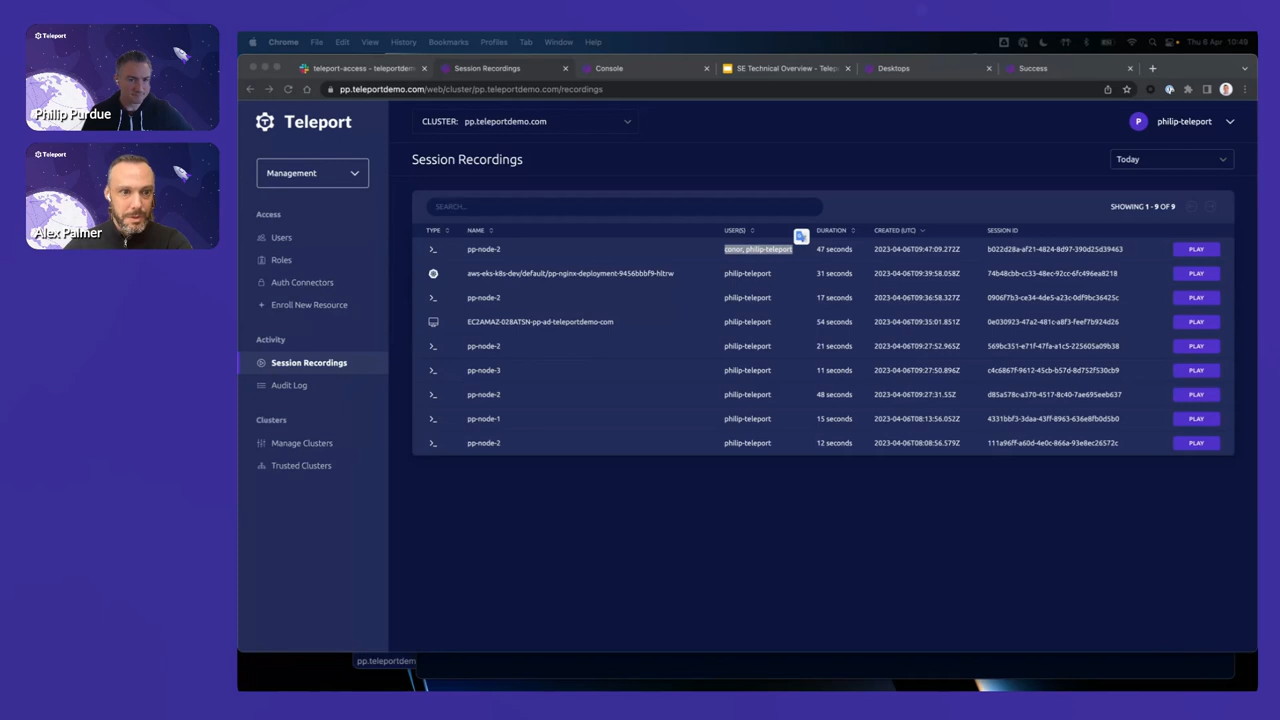 Teleport
Philip Purdue
Teleport
Alex Palmer
Chrome File Edit View History Bookmarks Profiles Tab Window Help Thu 6 Apr 10:49
teleport-access - teleportdem Session Recordings Console SE Technical Overview - Telep Desktops Success
pp.teleportdemo.com/web/cluster/pp.teleportdemo.com/recordings
Teleport
CLUSTER: pp.teleportdemo.com
P philip-teleport
Management
Session Recordings
Today
Access
Users
Roles
Auth Connectors
Enroll New Resource
Activity
Session Recordings
Audit Log
Clusters
Manage Clusters
Trusted Clusters
SEARCH...
SHOWING 1 - 9 OF 9
TYPE NAME USER(S) DURATION CREATED (UTC) SESSION ID
pp-node-2 conor, philip-teleport 47 seconds 2023-04-06T09:47:09.272Z b022d28a-af21-4824-8d97-390d25d39463 PLAY
aws-eks-k8s-dev/default/pp-nginx-deployment-9456bbbf9-hltrw philip-teleport 31 seconds 2023-04-06T09:39:58.058Z 74b48cbb-cc33-48ec-92cc-6fc496ea8218 PLAY
pp-node-2 philip-teleport 17 seconds 2023-04-06T09:36:58.327Z 0906f7b3-ce34-4de5-a23c-0df9bc36425c PLAY
EC2AMAZ-028ATSN-pp-ad-teleportdemo-com philip-teleport 54 seconds 2023-04-06T09:35:01.851Z 0e030923-47a2-481c-a8f3-feef7b924d26 PLAY
pp-node-2 philip-teleport 21 seconds 2023-04-06T09:27:52.965Z 569bc351-e71f-47fa-a1c5-225605a09b38 PLAY
pp-node-3 philip-teleport 11 seconds 2023-04-06T09:27:50.896Z c4c6867f-9612-45cb-b57d-8d752f530cb9 PLAY
pp-node-2 philip-teleport 48 seconds 2023-04-06T09:27:31.55Z d85a578c-a370-4517-8c40-7ae695eeb637 PLAY
pp-node-1 philip-teleport 15 seconds 2023-04-06T08:13:56.052Z 4331bbf3-3daa-43ff-8963-636e8fb0d5b0 PLAY
pp-node-2 philip-teleport 12 seconds 2023-04-06T08:08:56.579Z 111a96ff-a60d-4e0c-866a-93e8ec26572c PLAY
pp.teleportdem